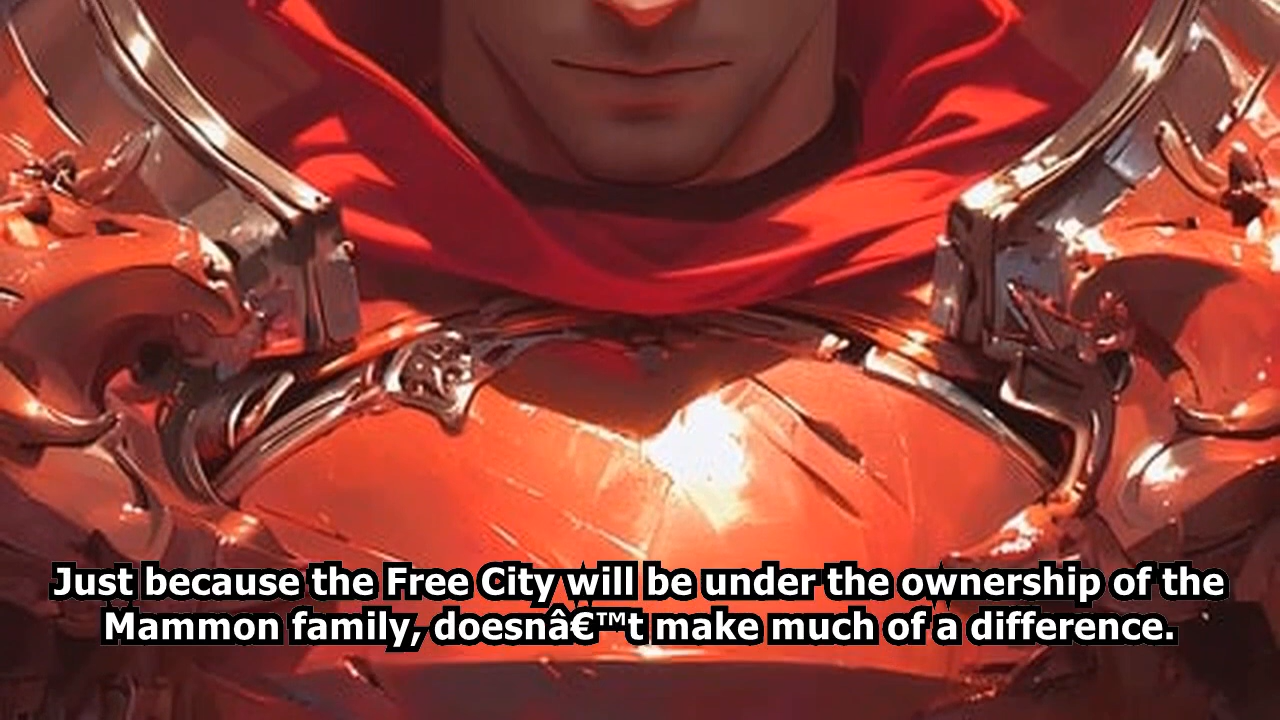 Just because the Free City will be under the ownership of the
Mammon family, doesnâ€™t make much of a difference.